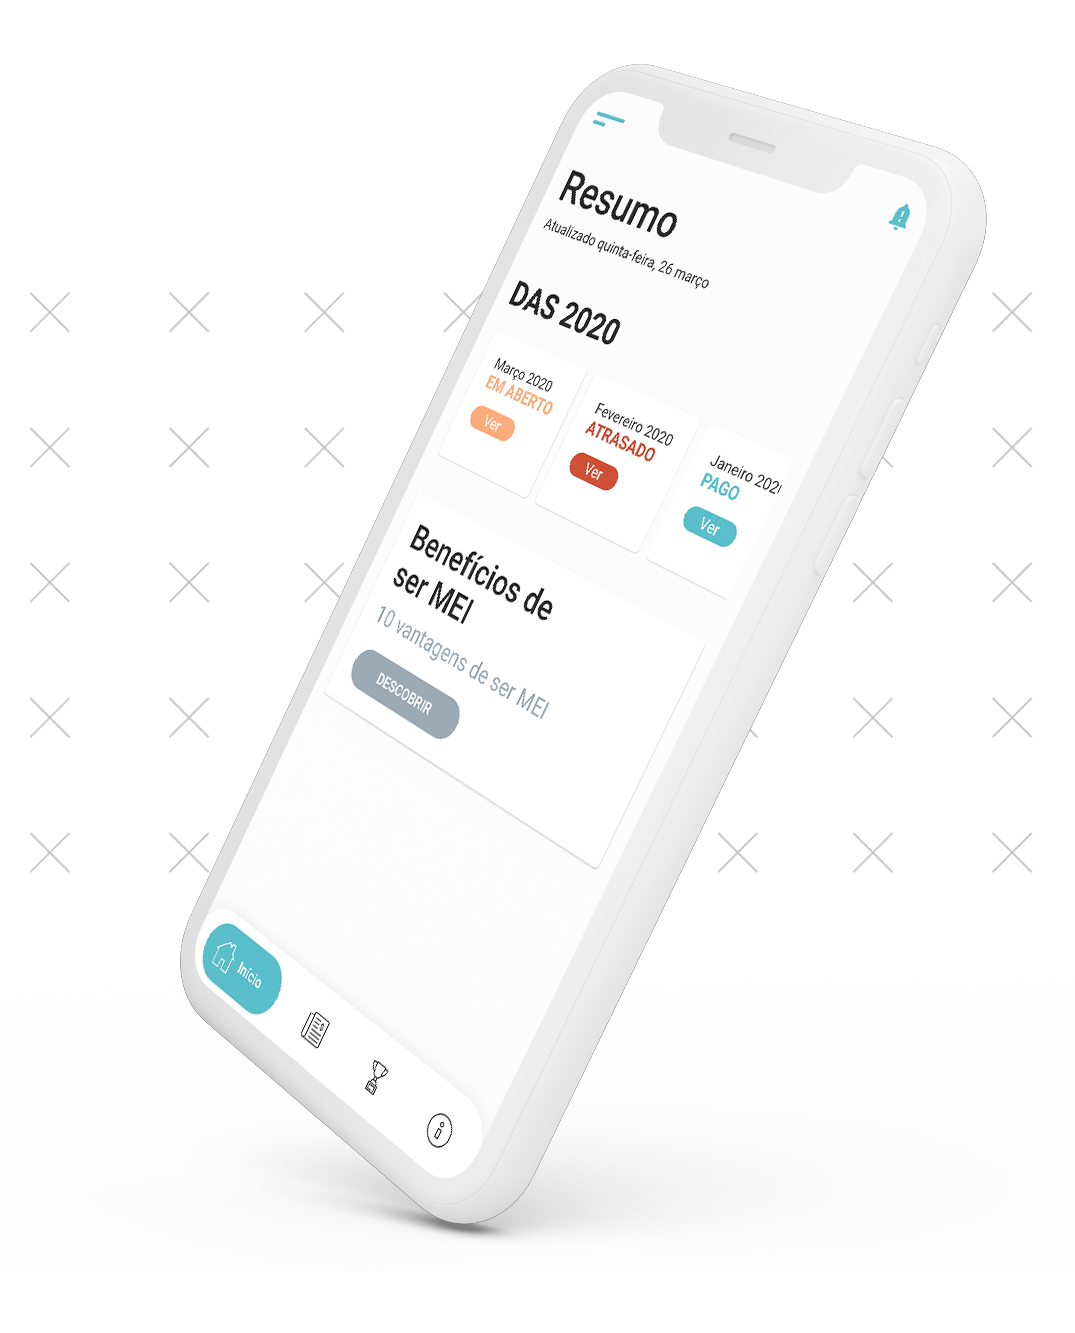 Resumo
Atualizado quinta-feira, 26 março
DAS 2020
Março 2020
EM ABERTO
Ver
Fevereiro 2020
ATRASADO
Ver
Janeiro 202
PAGO
Ver
Benefícios de
ser MEI
10 vantagens de ser MEI
DESCOBRIR
Início